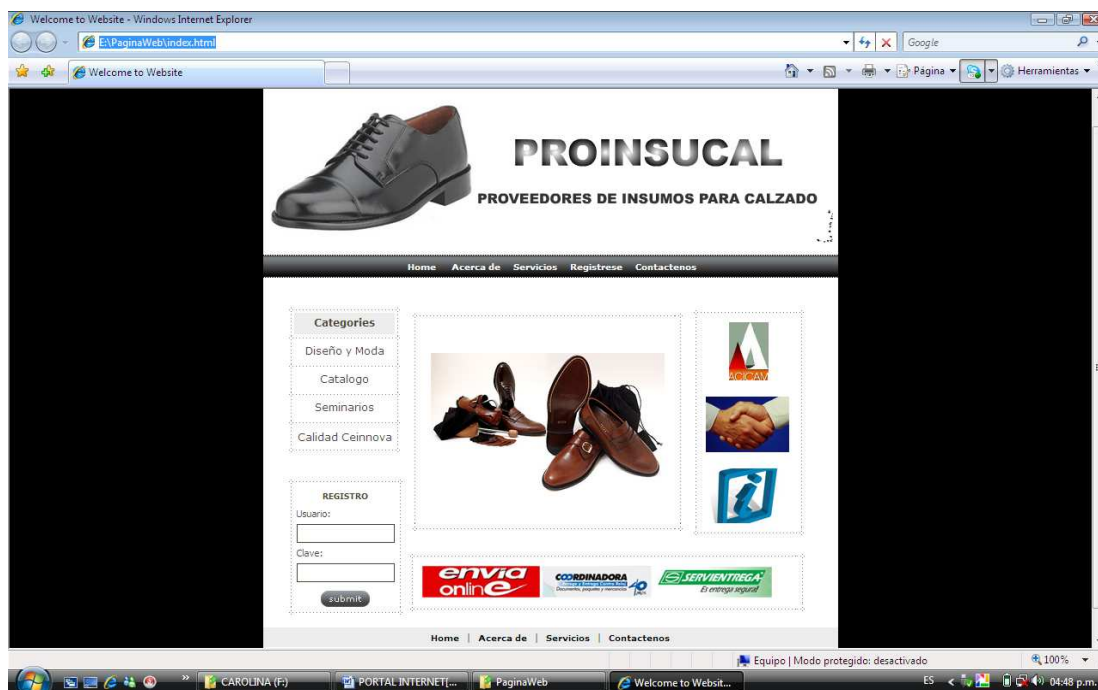 Welcome to Website - Windows Internet Explorer
E:\PaginaWeb\index.html
Google
Welcome to Website
Página
Herramientas
PROINSUCAL
PROVEEDORES DE INSUMOS PARA CALZADO
Home Acerca de Servicios Registrese Contactenos
Categories
Diseño y Moda
Catalogo
Seminarios
Calidad Ceinnova
ACICAM
REGISTRO
Usuario:
Clave:
submit
envia
online
COORDINADORA
40
SERVIENTREGA
Es entrega segura!
Home | Acerca de | Servicios | Contactenos
Equipo | Modo protegido: desactivado
100%
CAROLINA (F:)
PORTAL INTERNET[...
PaginaWeb
Welcome to Websit...
ES
04:48 p.m.